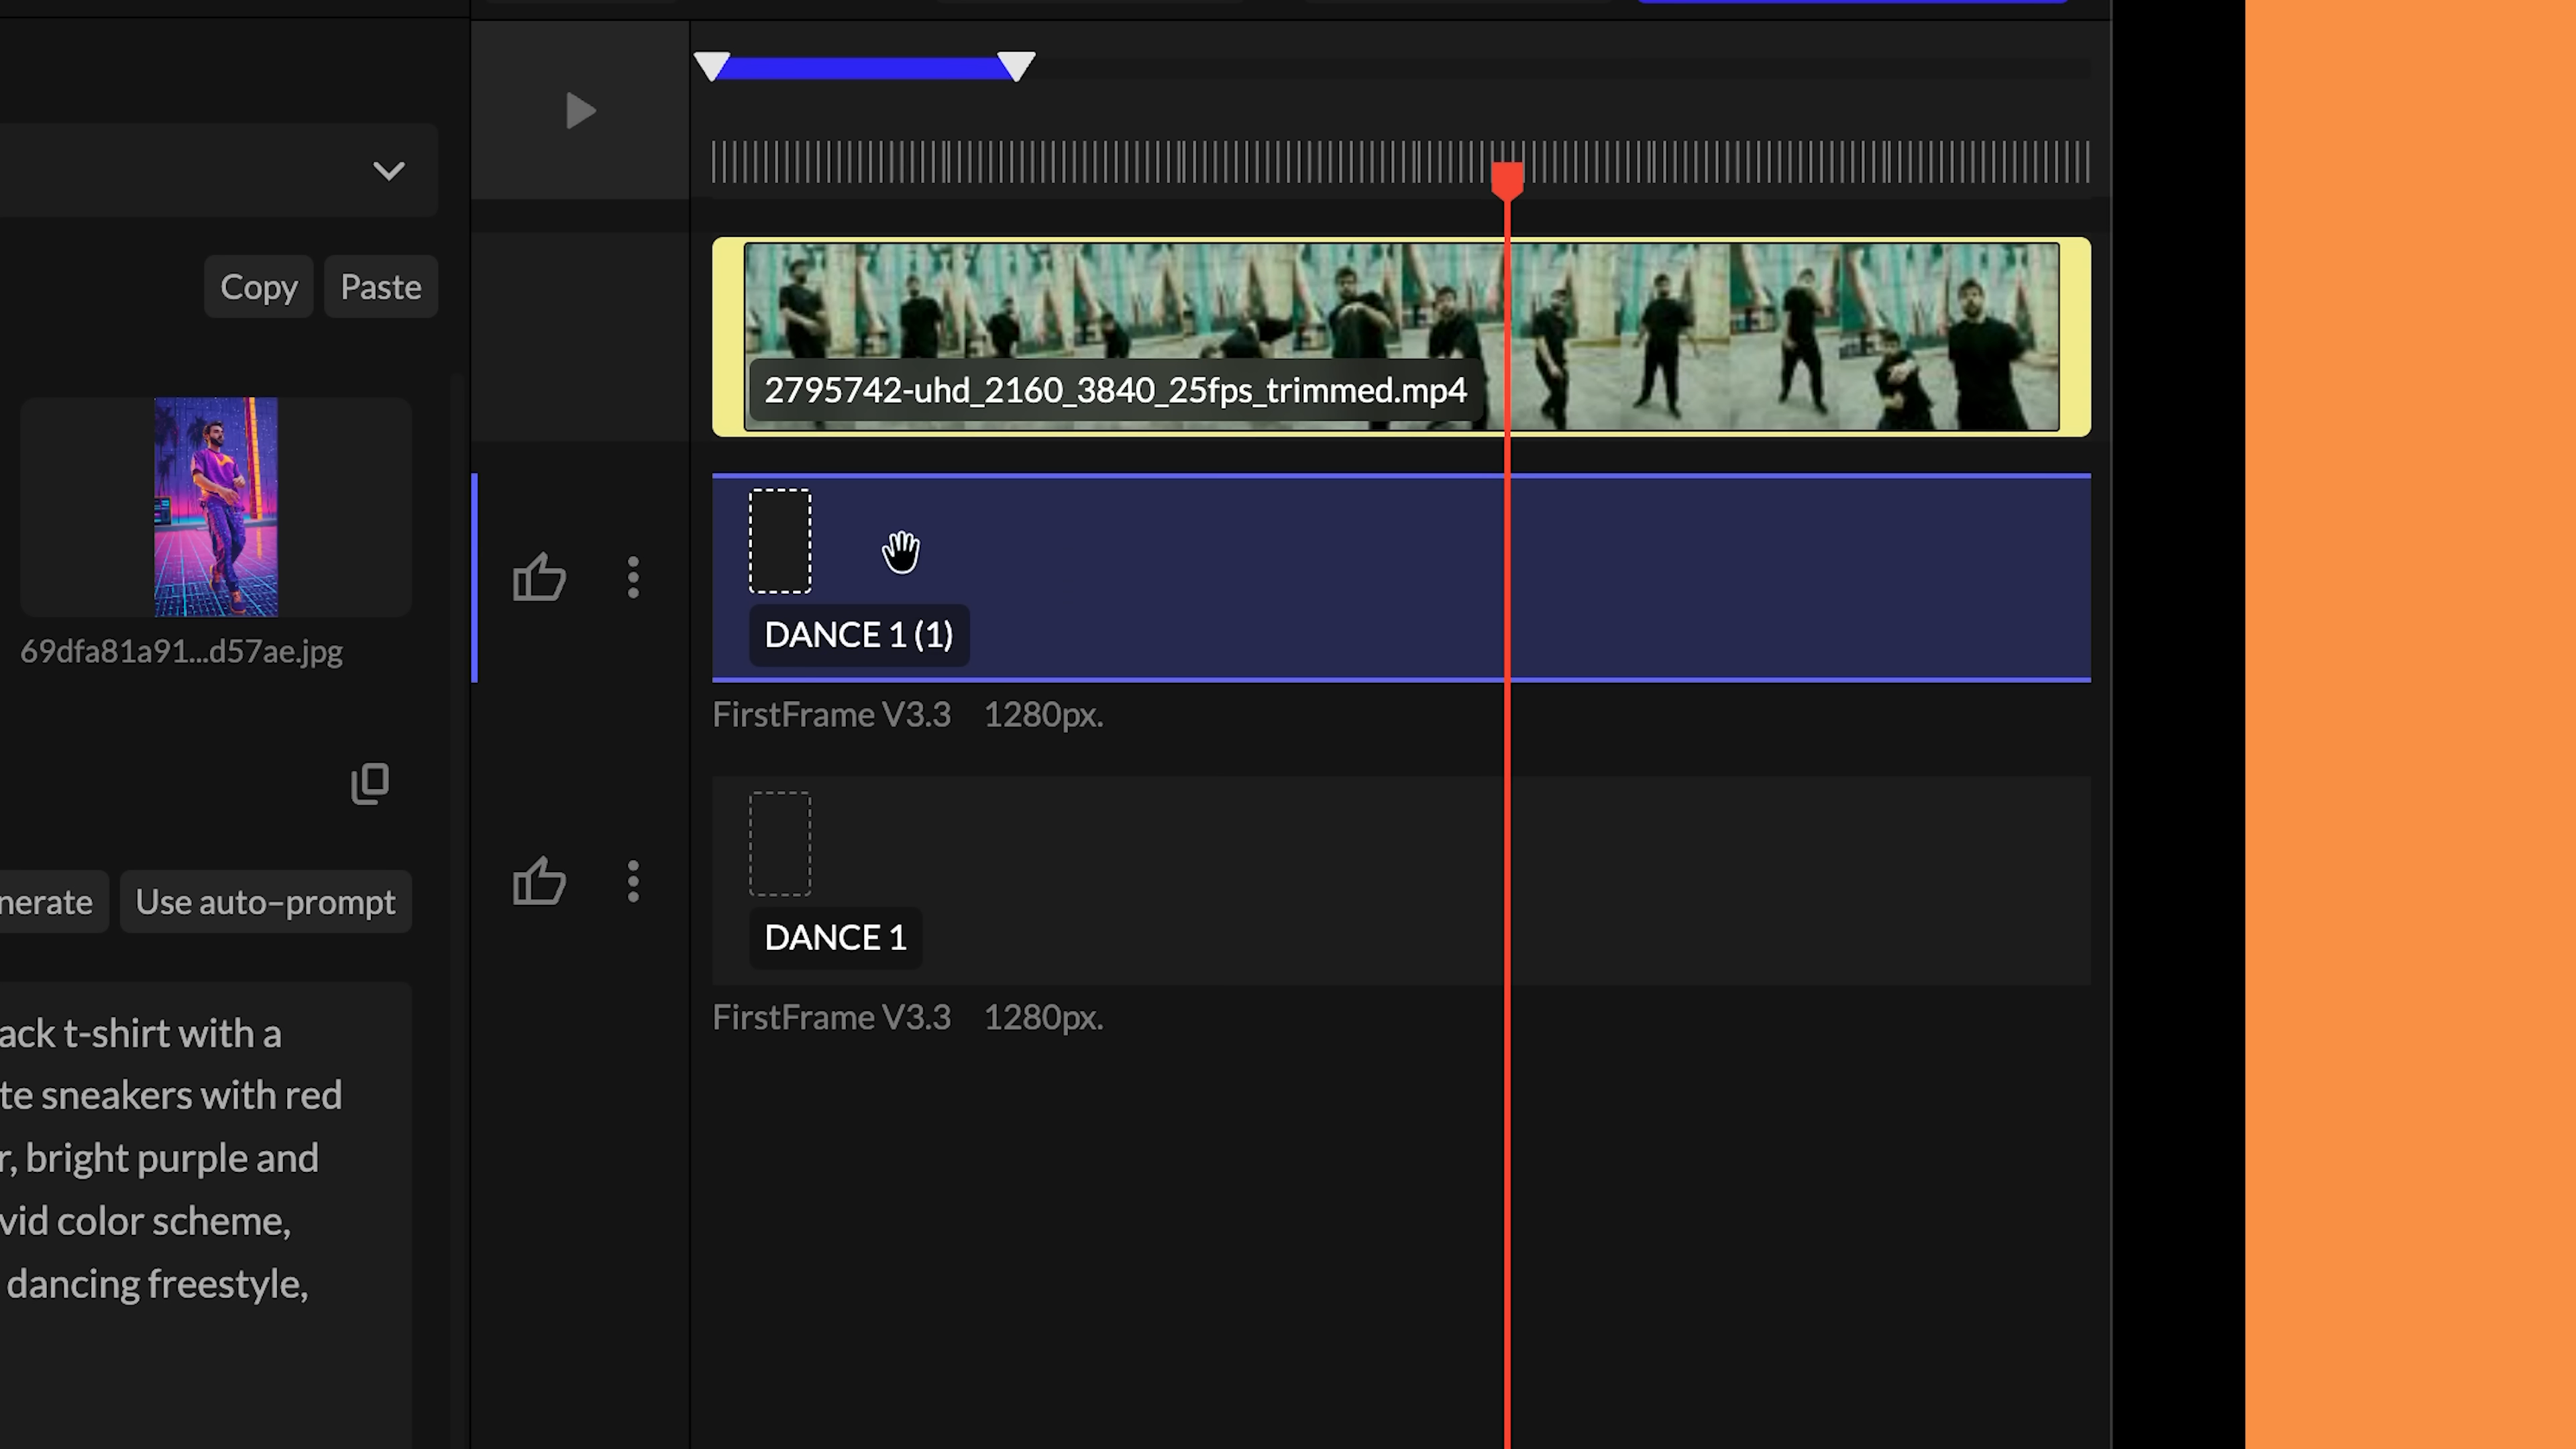 Copy
Paste
2795742-uhd_2160_3840_25fps_trimmed.mp4
69dfa81a91...d57ae.jpg
DANCE 1 (1)
FirstFrame V3.3 1280px.
nerate
Use auto-prompt
DANCE 1
FirstFrame V3.3 1280px.
ack t-shirt with a
te sneakers with red
r, bright purple and
vid color scheme,
dancing freestyle,